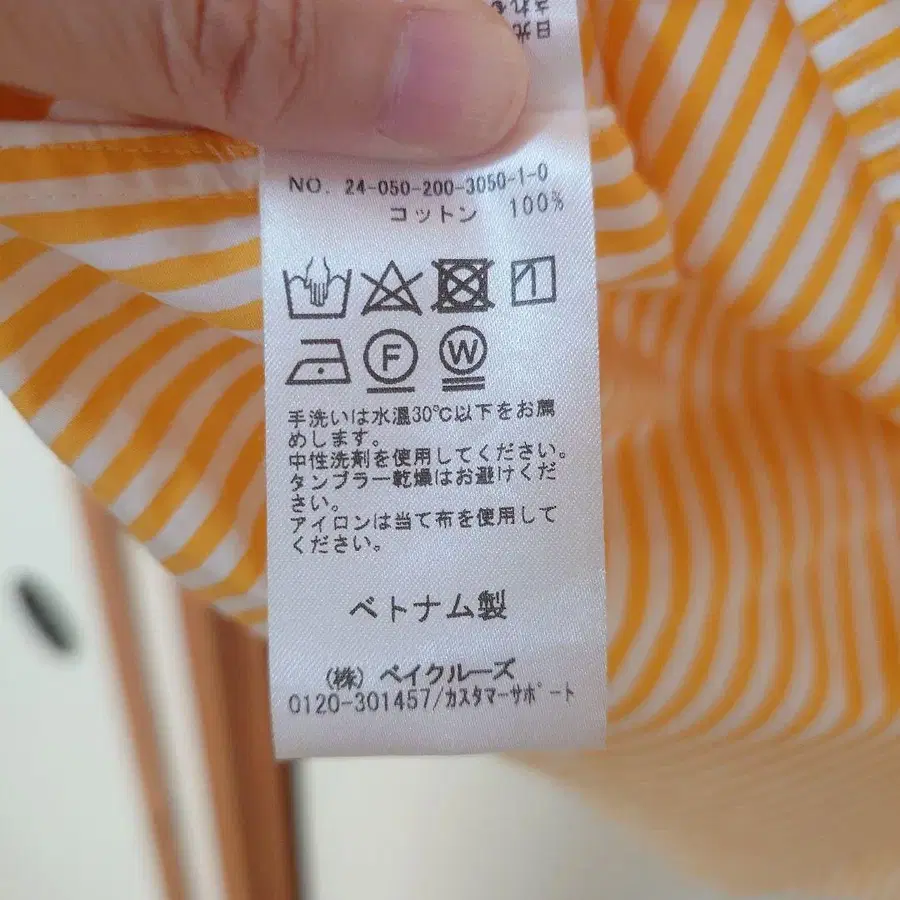 日光
されを
NO. 24-050-200-3050-1-0
コットン 100%
F W
手洗いは水温30℃以下をお薦
めします。
中性洗剤を使用してください。
タンブラー乾燥はお避けくだ
さい。
アイロンは当て布を使用して
ください。
ベトナム製
(株) ベイクルーズ
0120-301457/カスタマーサポート